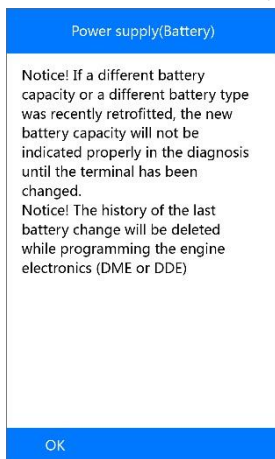 Power supply(Battery)
Notice! If a different battery
capacity or a different battery type
was recently retrofitted, the new
battery capacity will not be
indicated properly in the diagnosis
until the terminal has been
changed.
Notice! The history of the last
battery change will be deleted
while programming the engine
electronics (DME or DDE)
OK